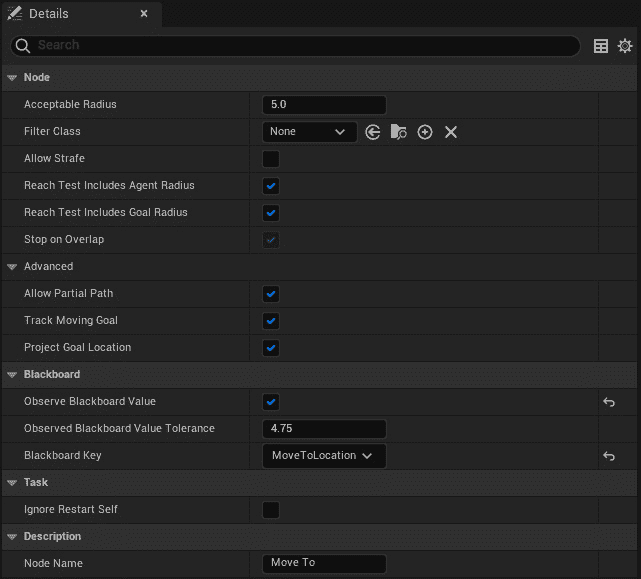 Details
Search
Node
Acceptable Radius 5.0
Filter Class None
Allow Strafe
Reach Test Includes Agent Radius
Reach Test Includes Goal Radius
Stop on Overlap
Advanced
Allow Partial Path
Track Moving Goal
Project Goal Location
Blackboard
Observe Blackboard Value
Observed Blackboard Value Tolerance 4.75
Blackboard Key MoveToLocation
Task
Ignore Restart Self
Description
Node Name Move To